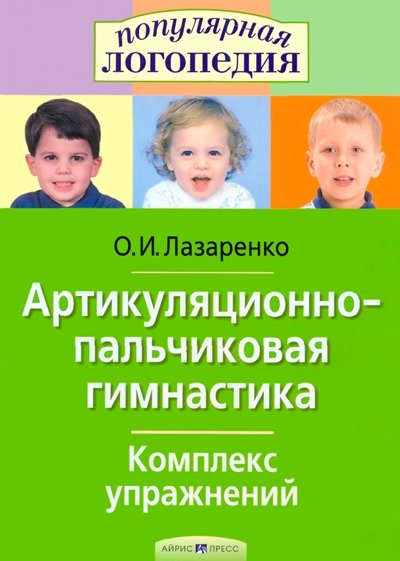 популярная
ЛОГОПЕДИЯ
О. И. Лазаренко
Артикуляционно-
пальчиковая
гимнастика
Комплекс
упражнений
АЙРИС ПРЕСС